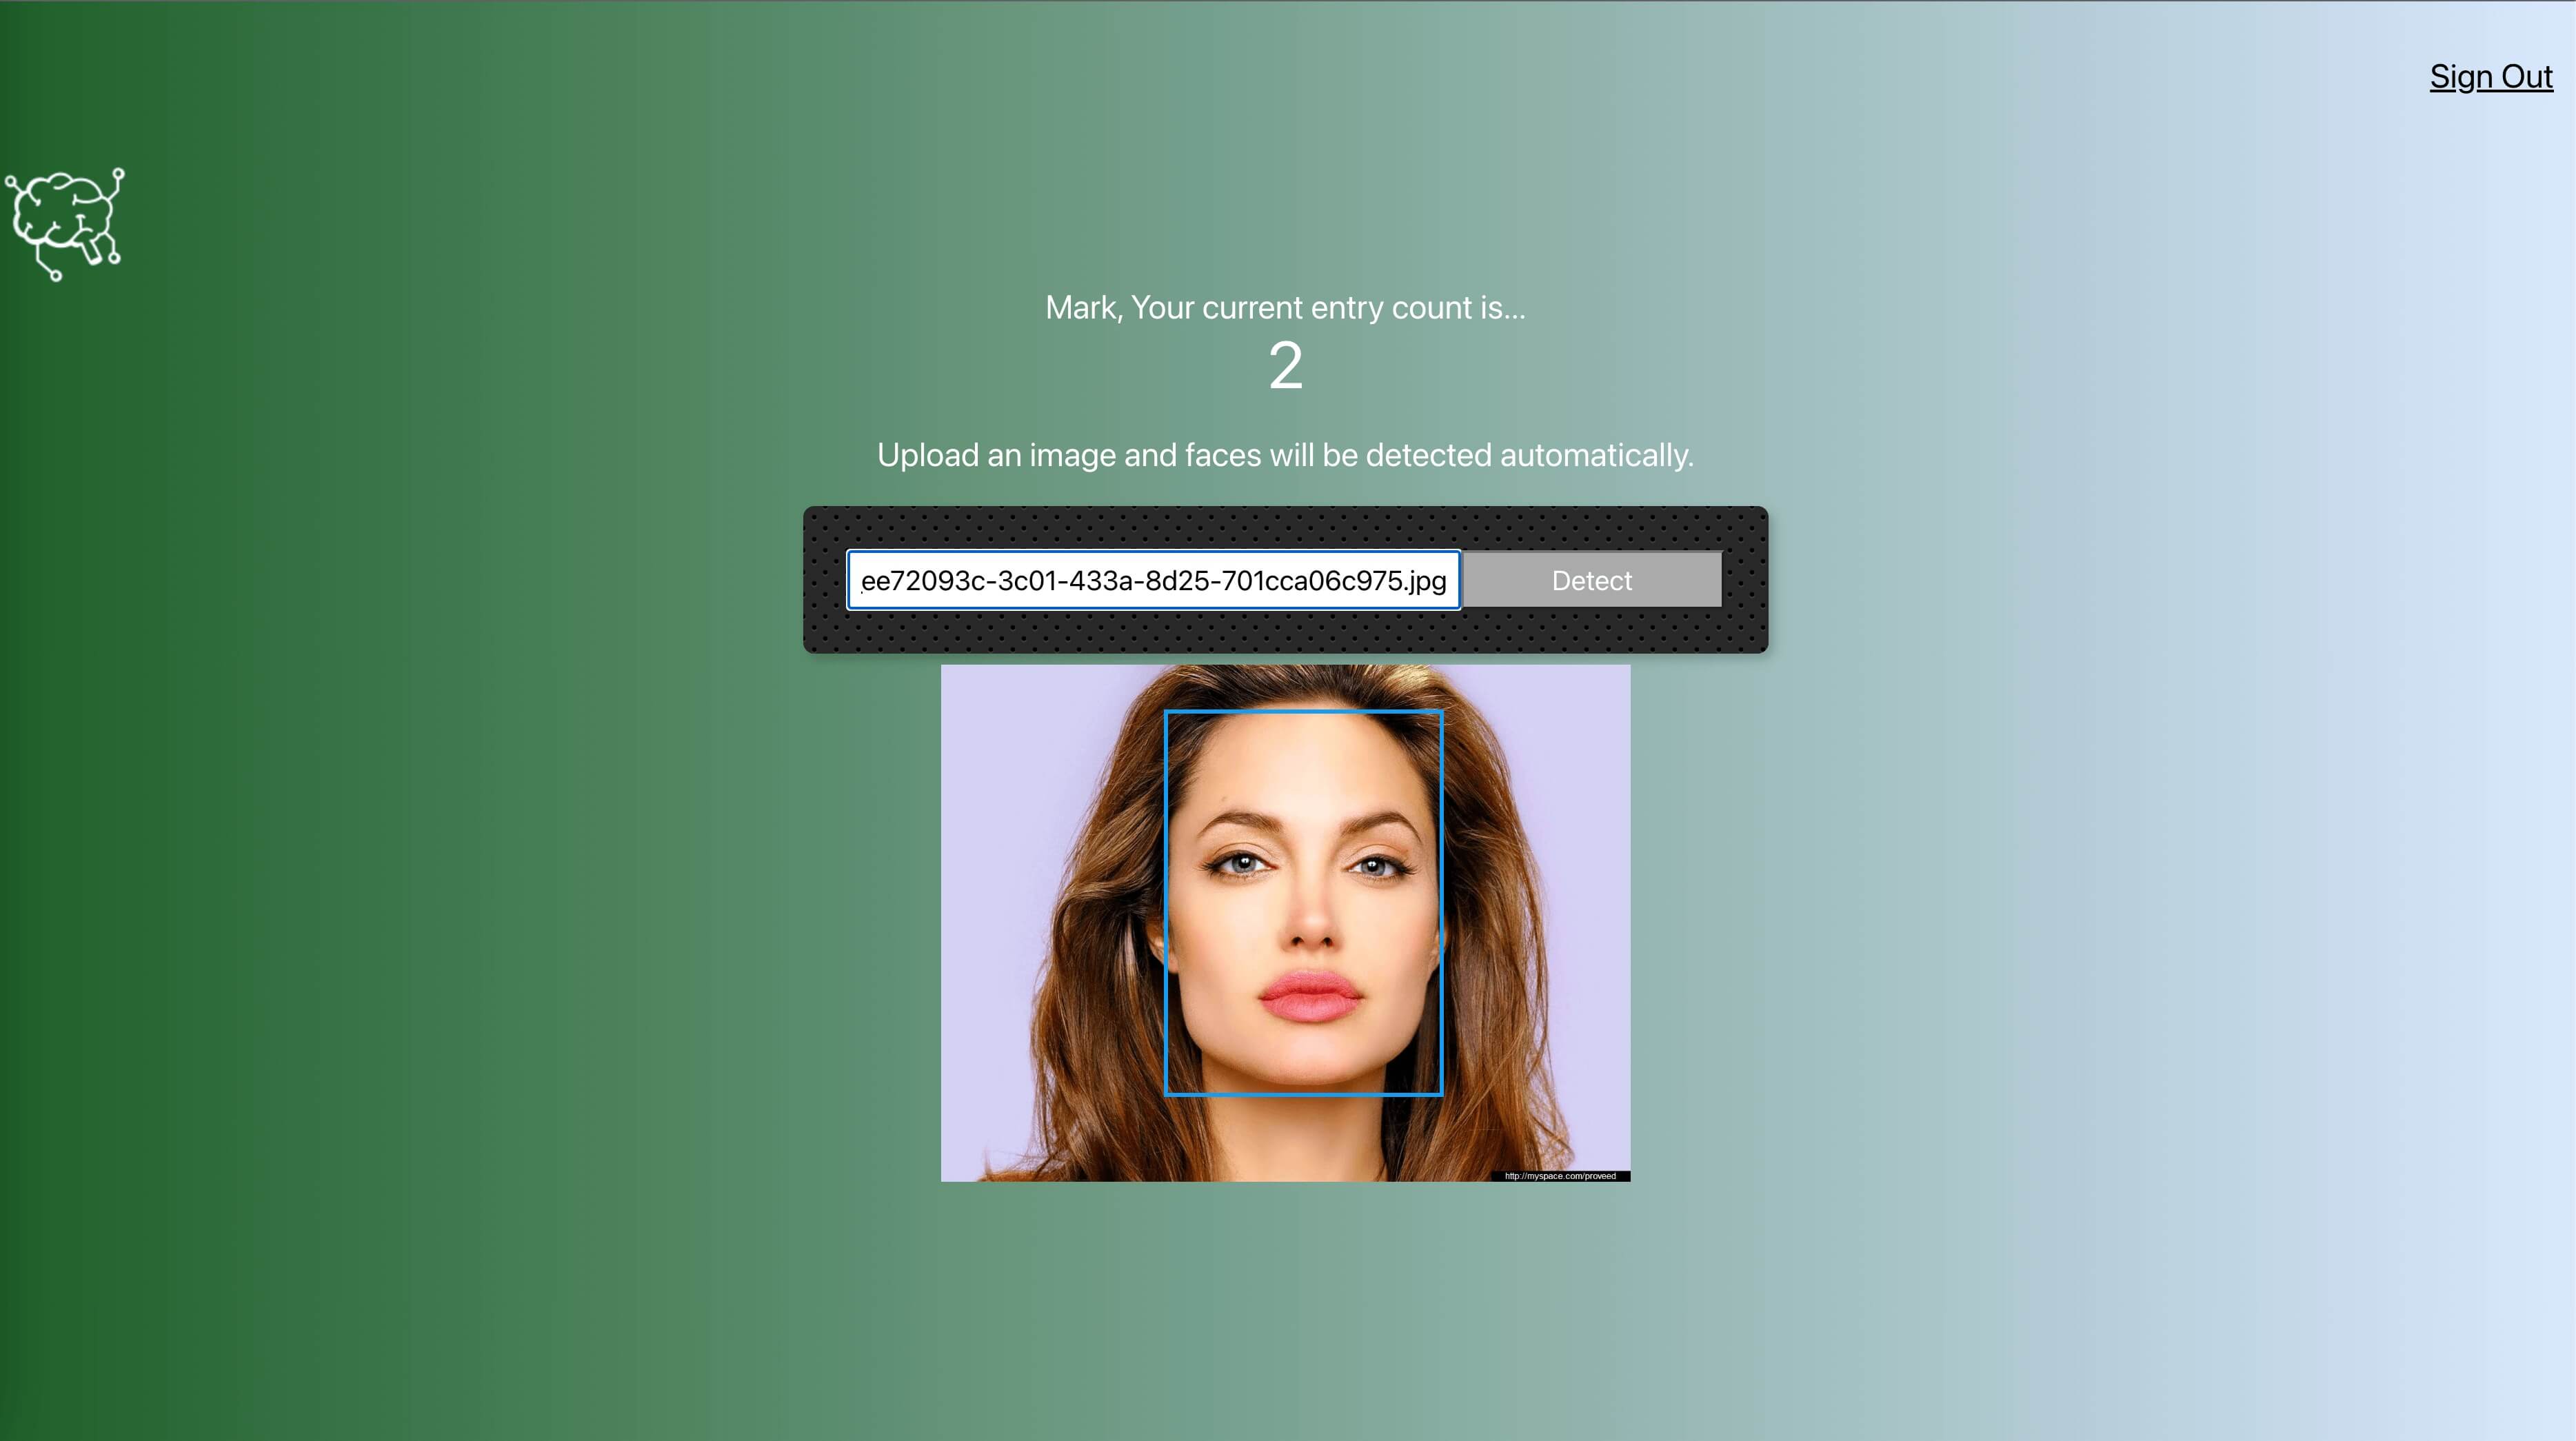 Sign Out
Mark, Your current entry count is...
2
Upload an image and faces will be detected automatically.
ee72093c-3c01-433a-8d25-701cca06c975.jpg
Detect
http://myspace.com/proveed